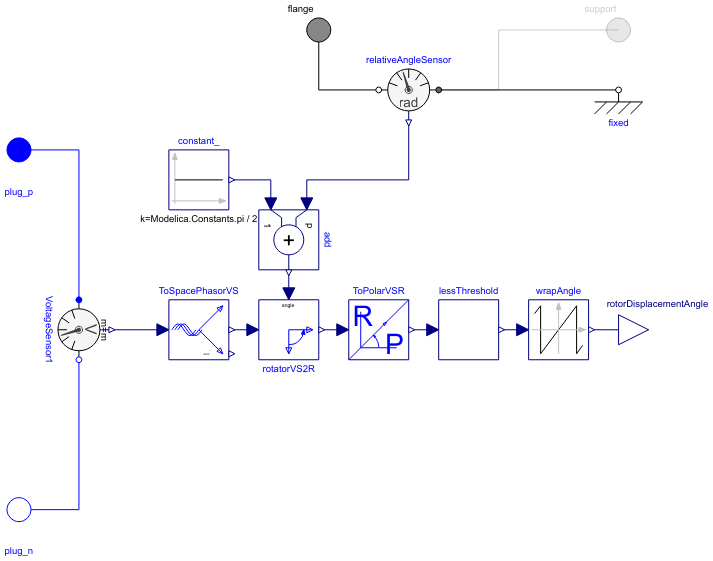 flange
support
relativeAngleSensor
rad
fixed
constant_
plug_p
k=Modelica.Constants.pi / 2
add
ToSpacePhasorVS
ToPolarVSR
lessThreshold
wrapAngle
rotorDisplacementAngle
VoltageSensor1
V
angle
R
P
rotatorVS2R
plug_n